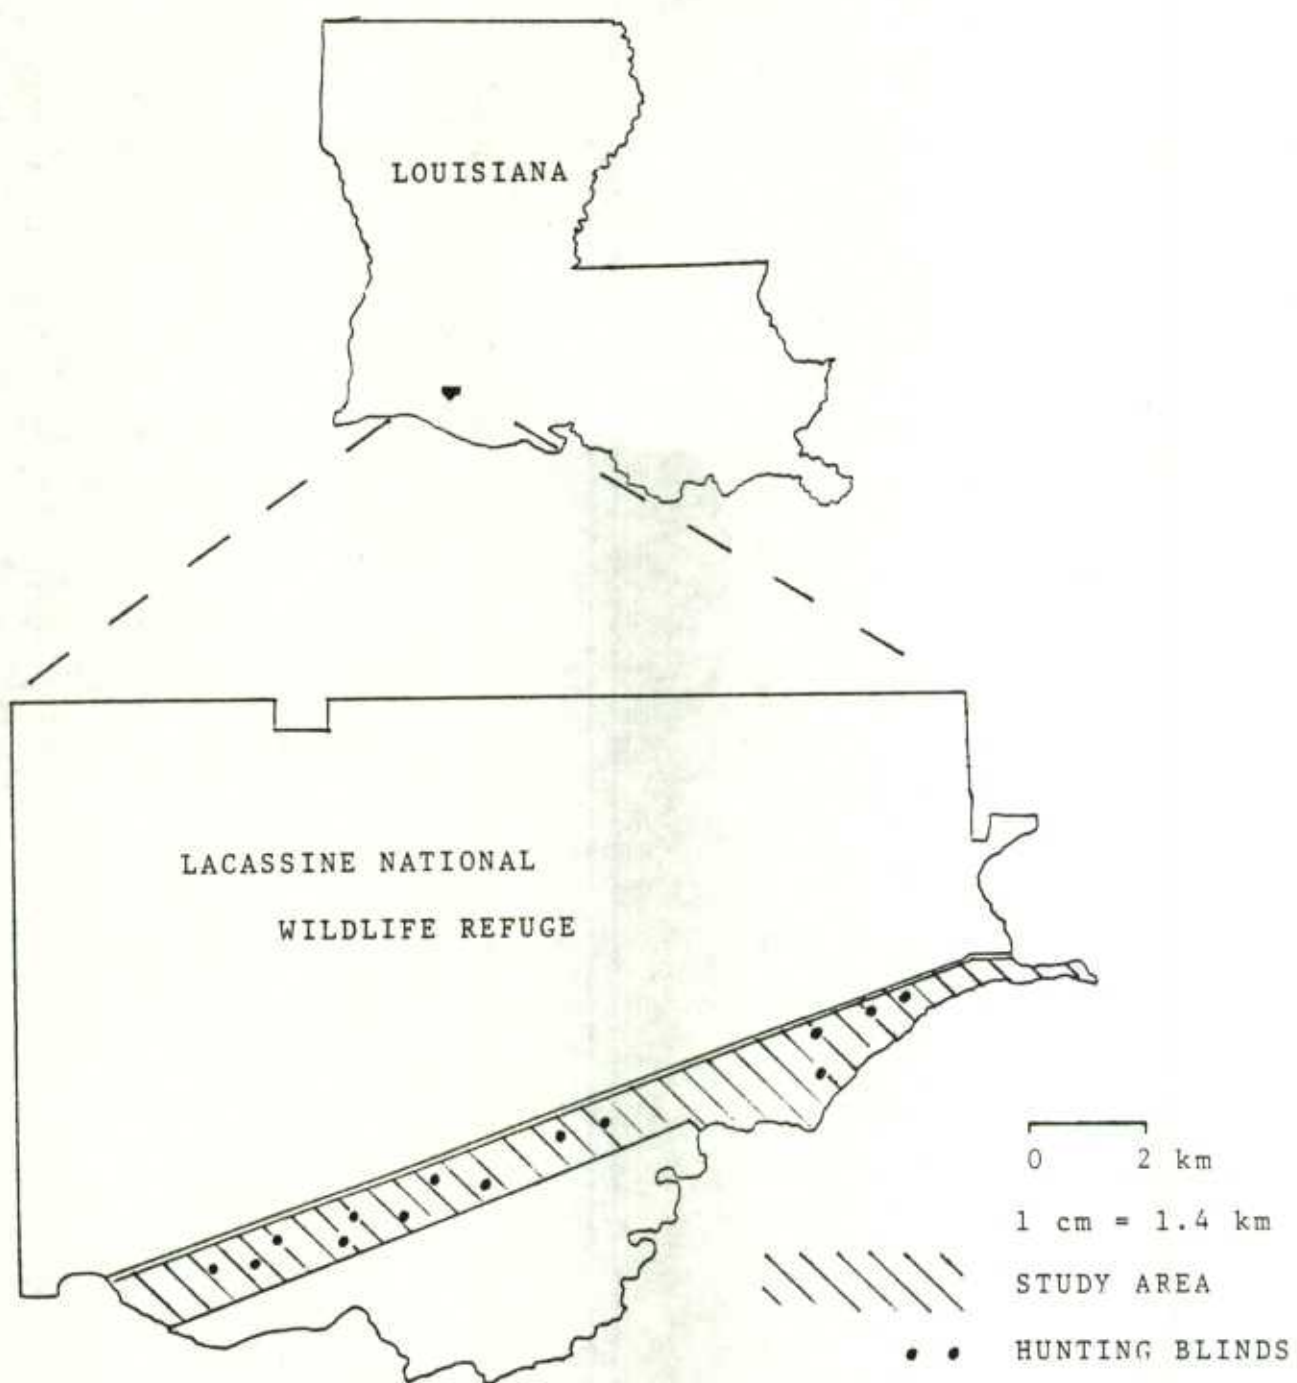 LOUISIANA
LACASSINE NATIONAL
WILDLIFE REFUGE
0 2 km
1 cm = 1.4 km
STUDY AREA
HUNTING BLINDS